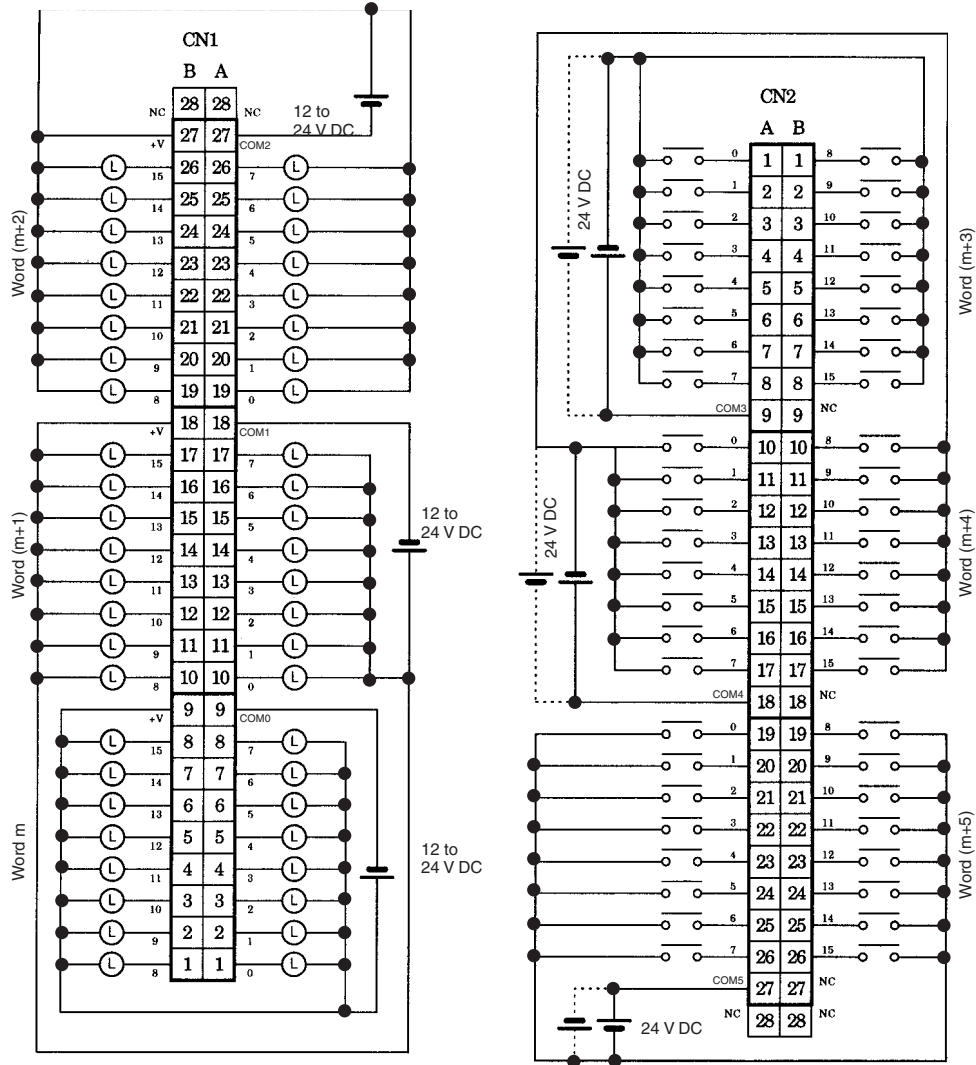 CN1
B A
NC 28 28 NC
12 to
24 V DC
+V 27 27 COM2
L 15 26 26 7 L
L 14 25 25 6 L
L 13 24 24 5 L
L 12 23 23 4 L
L 11 22 22 3 L
L 10 21 21 2 L
L 9 20 20 1 L
L 8 19 19 0 L
Word (m+2)
+V 18 18 COM1
L 15 17 17 7 L
L 14 16 16 6 L
L 13 15 15 5 L
L 12 14 14 4 L
L 11 13 13 3 L
L 10 12 12 2 L
L 9 11 11 1 L
L 8 10 10 0 L
Word (m+1)
12 to
24 V DC
+V 9 9 COM0
L 15 8 8 7 L
L 14 7 7 6 L
L 13 6 6 5 L
L 12 5 5 4 L
L 11 4 4 3 L
L 10 3 3 2 L
L 9 2 2 1 L
L 8 1 1 0 L
Word m
12 to
24 V DC
CN2
A B
0 1 1 8
1 2 2 9
2 3 3 10
3 4 4 11
4 5 5 12
5 6 6 13
6 7 7 14
7 8 8 15
COM3 9 9 NC
24 V DC
Word (m+3)
0 10 10 8
1 11 11 9
2 12 12 10
3 13 13 11
4 14 14 12
5 15 15 13
6 16 16 14
7 17 17 15
COM4 18 18 NC
24 V DC
Word (m+4)
0 19 19 8
1 20 20 9
2 21 21 10
3 22 22 11
4 23 23 12
5 24 24 13
6 25 25 14
7 26 26 15
COM5 27 27 NC
NC 28 28 NC
24 V DC
Word (m+5)